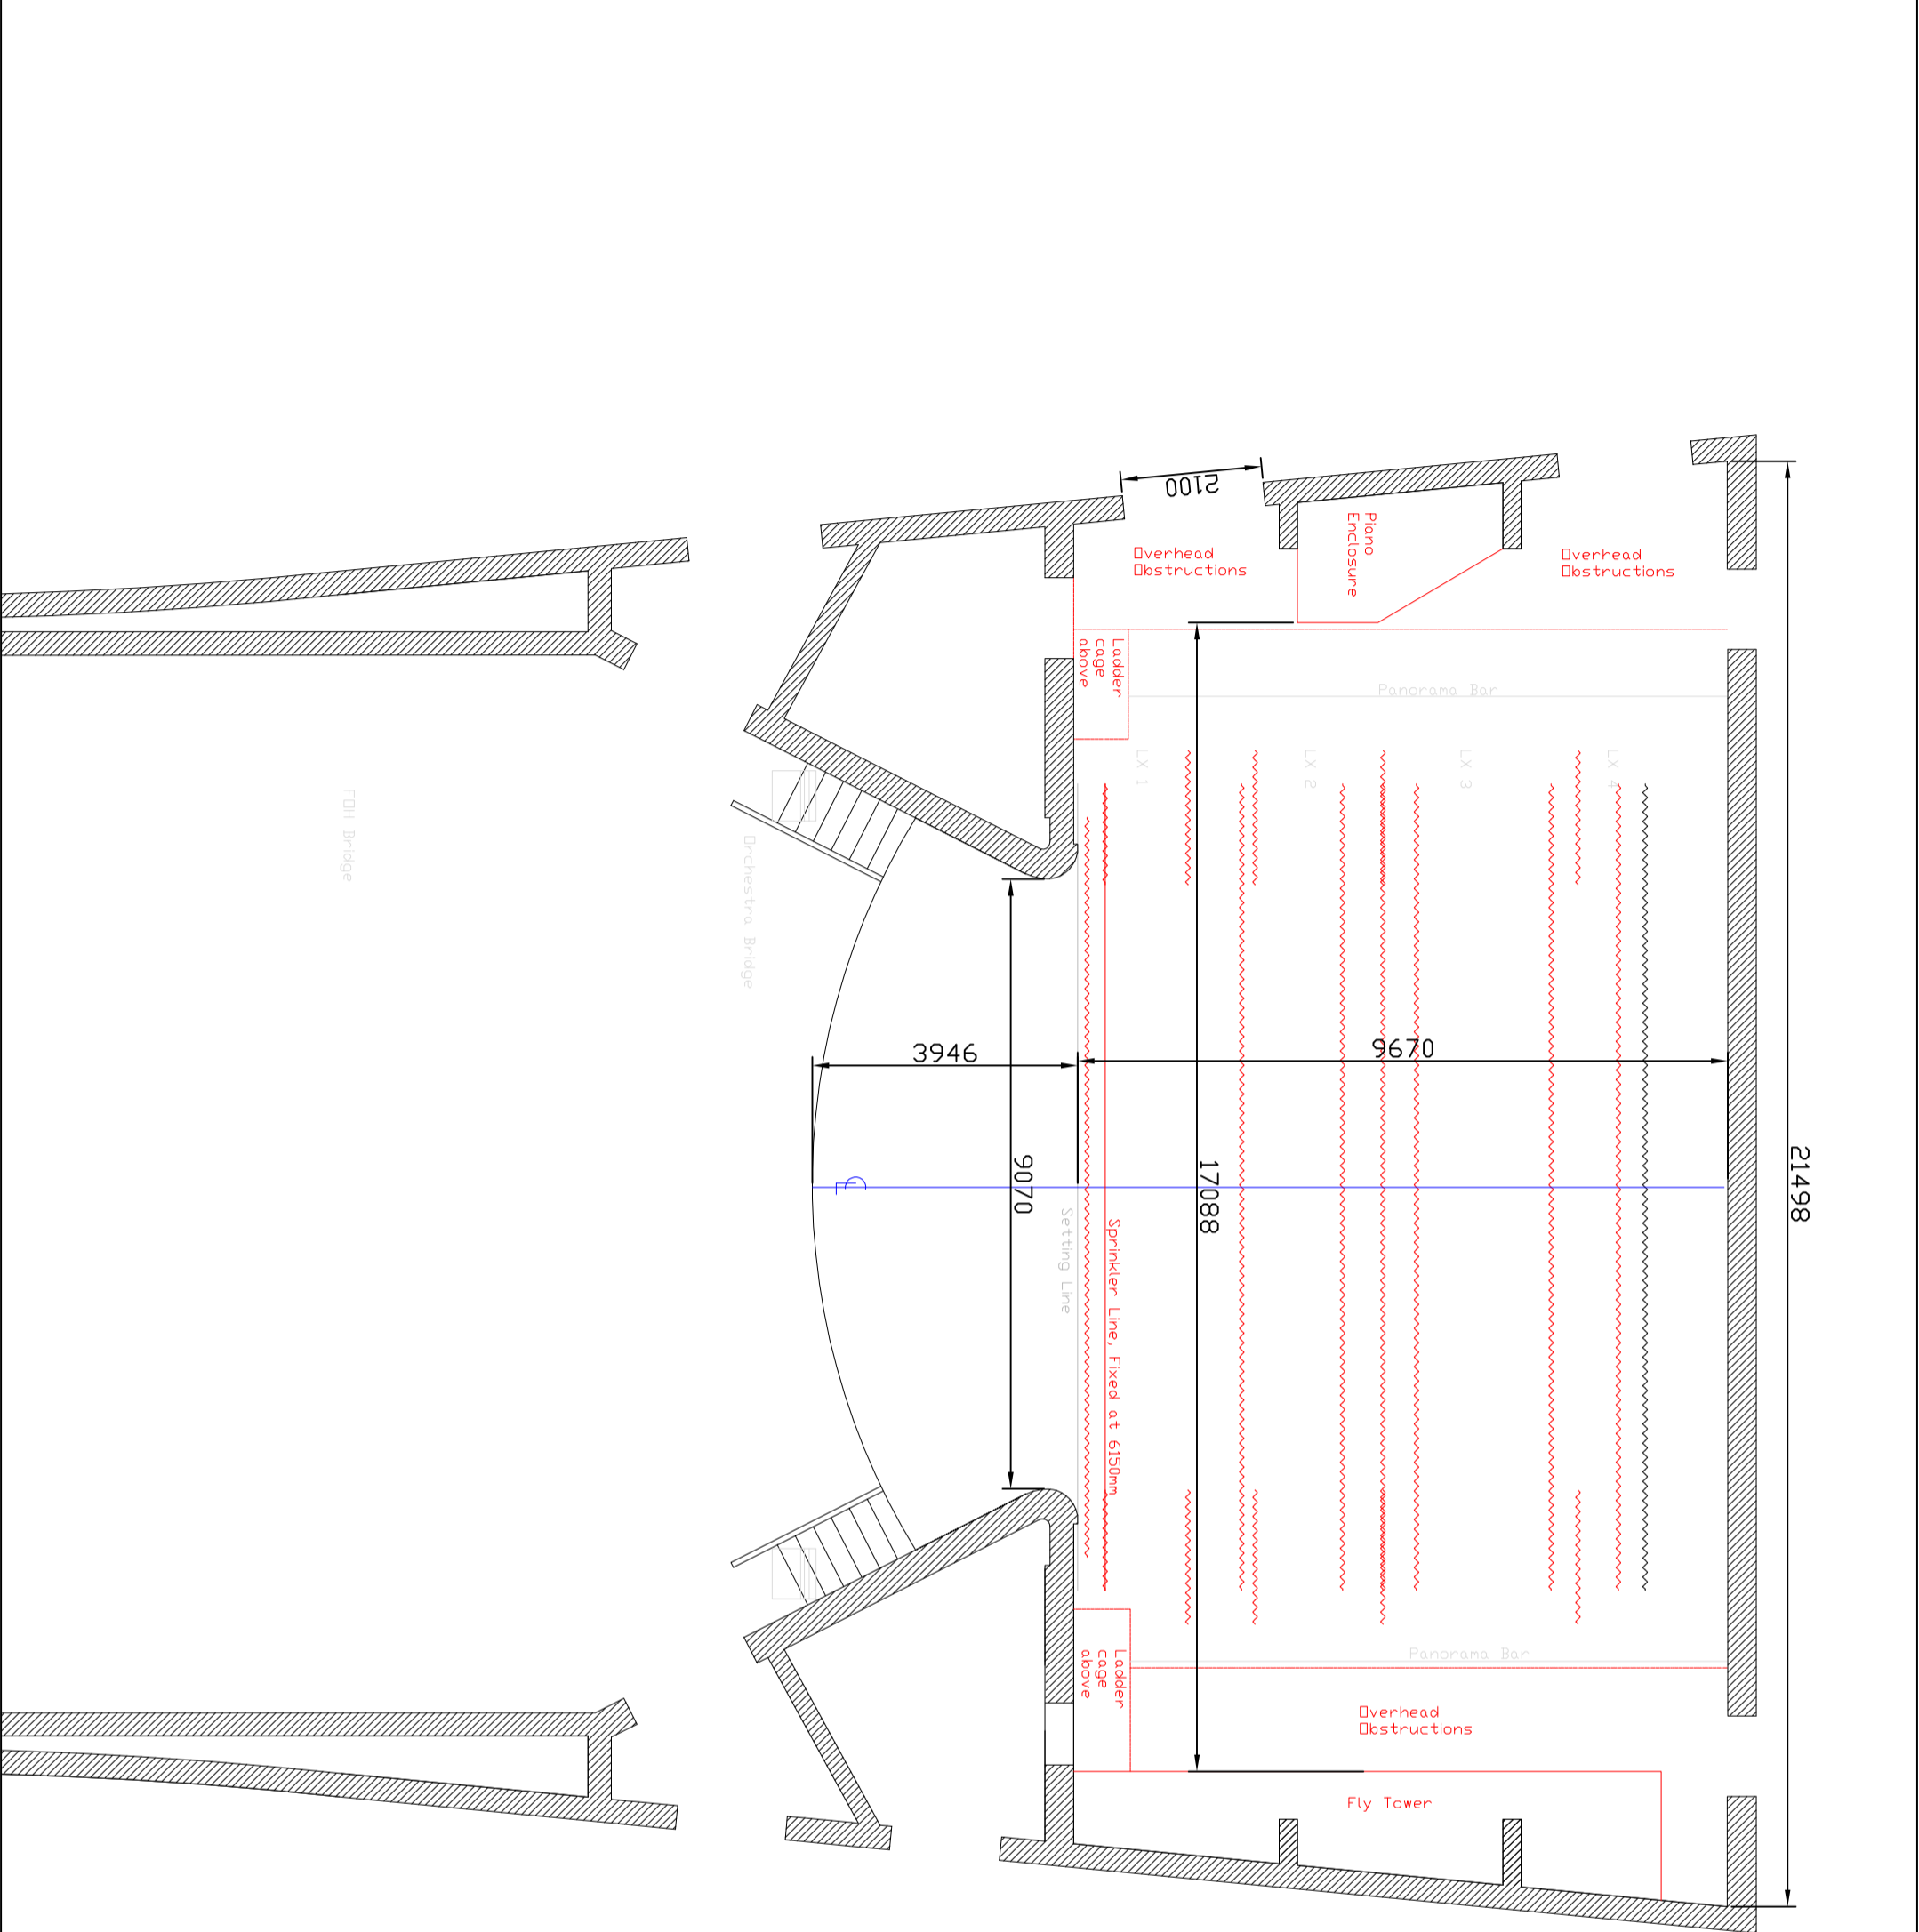 2100
Overhead
Obstructions
Piano
Enclosure
Overhead
Obstructions
Ladder
cage
above
Panorama Bar
LX 1
LX 2
LX 3
LX 4
FOH Bridge
Orchestra Bridge
3946
9670
9070
17088
21498
Setting Line
Sprinkler Line, Fixed at 6150mm
Ladder
cage
above
Panorama Bar
Overhead
Obstructions
Fly Tower